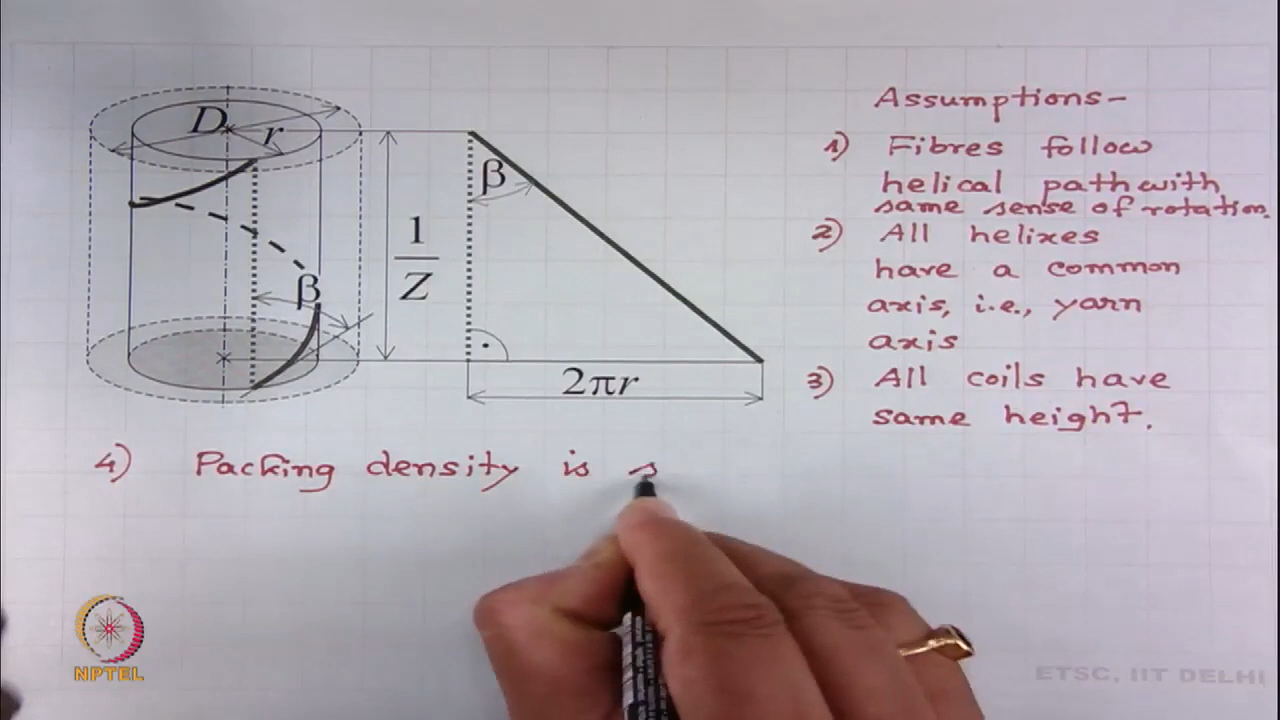 D
r
β
1
Z
β
2πr
Assumptions-
1) Fibres follow
helical path with
same sense of rotation.
2) All helixes
have a common
axis, i.e., yarn
axis
3) All coils have
same height.
4) Packing density is s
NPTEL
ETSC, IIT DELHI